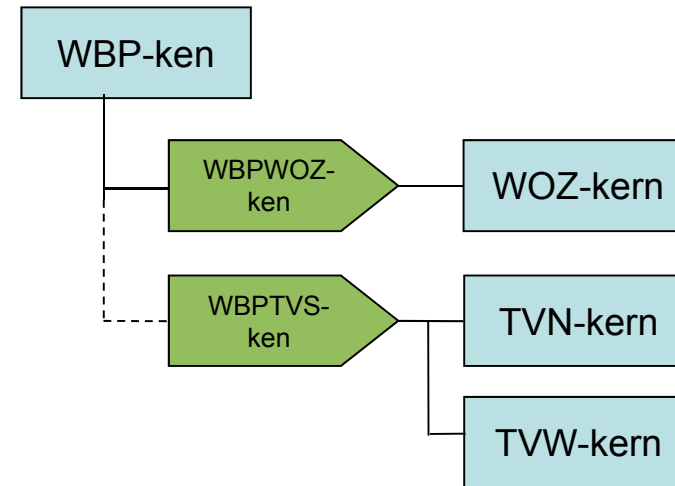 WBP-ken
WBPWOZ-
ken
WOZ-kern
WBPTVS-
ken
TVN-kern
TVW-kern